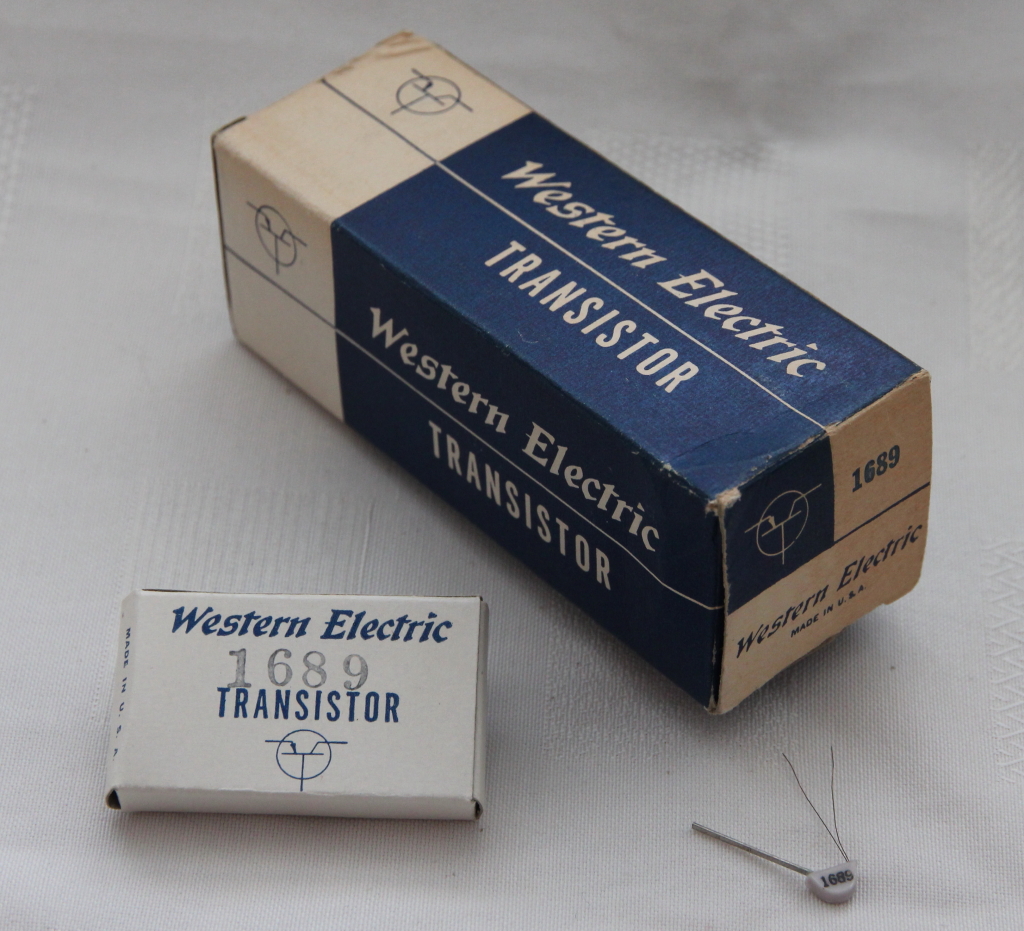 Western Electric
TRANSISTOR
Western Electric
TRANSISTOR
1689
Western Electric
MADE IN U.S.A.
MADE IN U.S.A.
Western Electric
1689
TRANSISTOR
1689